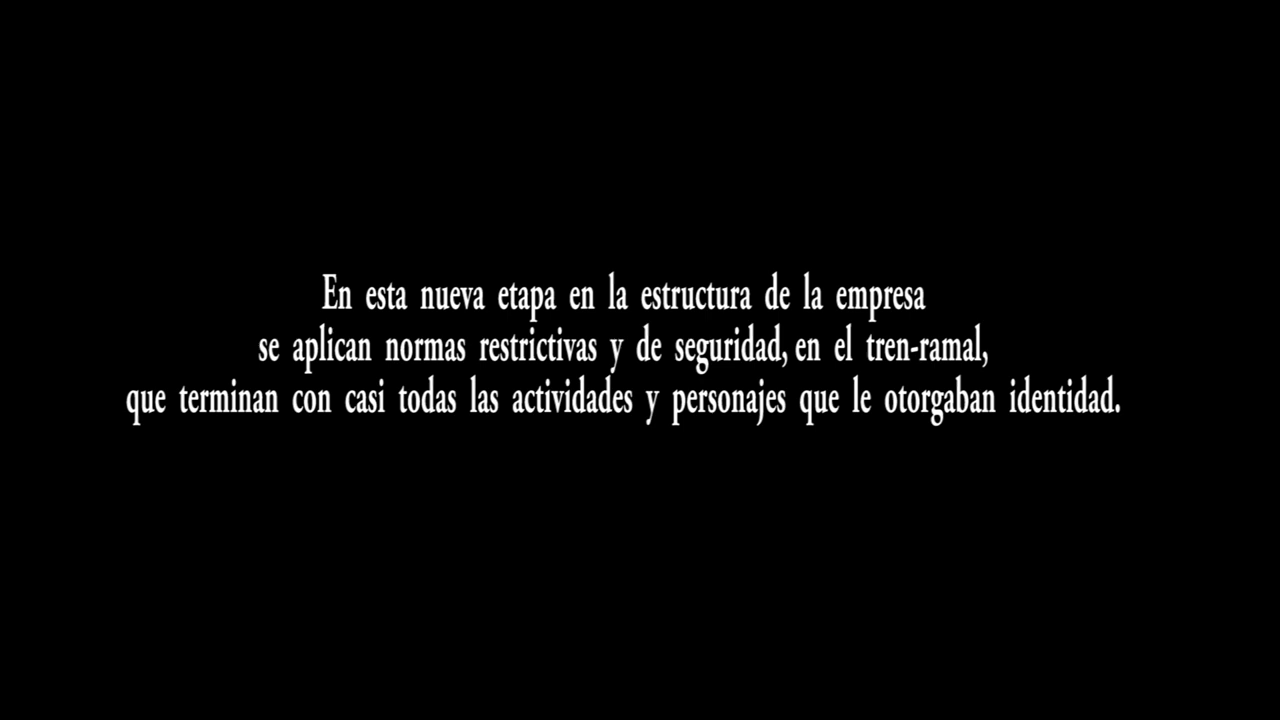 En esta nueva etapa en la estructura de la empresa
se aplican normas restrictivas y de seguridad, en el tren-ramal,
que terminan con casi todas las actividades y personajes que le otorgaban identidad.